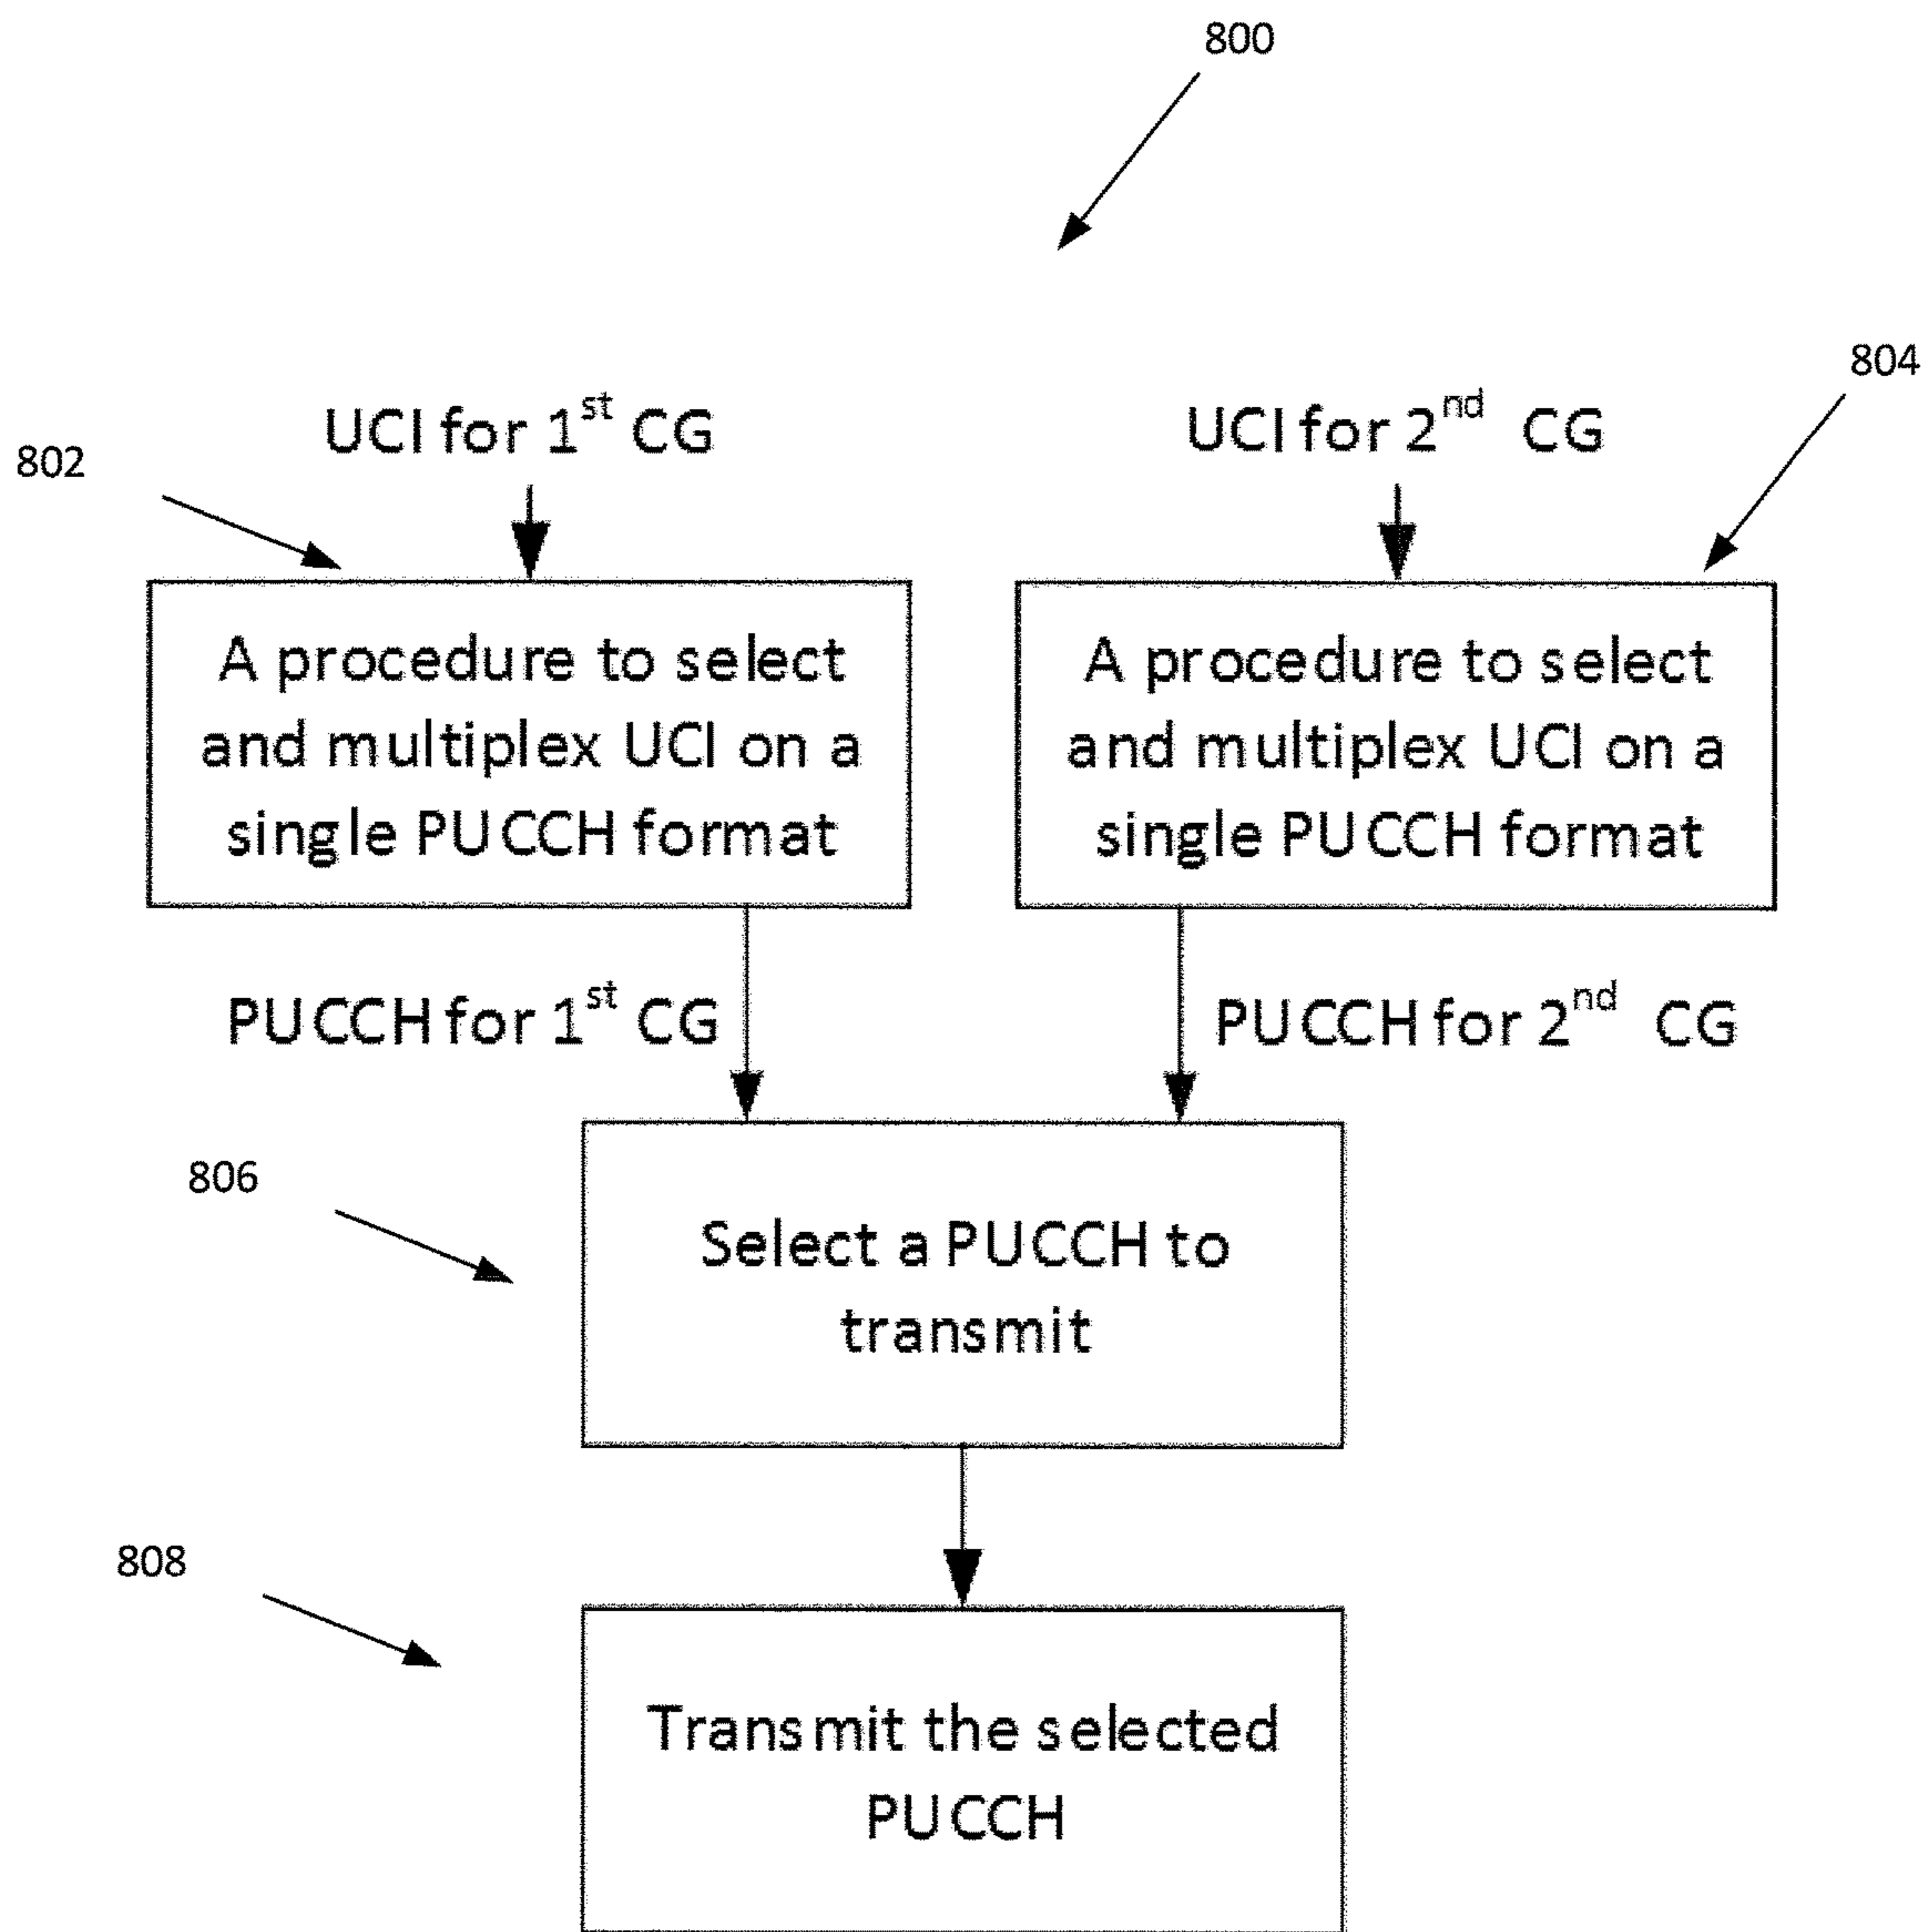 800
804
UCI for 1st CG
UCI for 2nd CG
802
A procedure to select
and multiplex UCI on a
single PUCCH format
A procedure to select
and multiplex UCI on a
single PUCCH format
PUCCH for 1st CG
PUCCH for 2nd CG
806
Select a PUCCH to
transmit
808
Transmit the selected
PUCCH